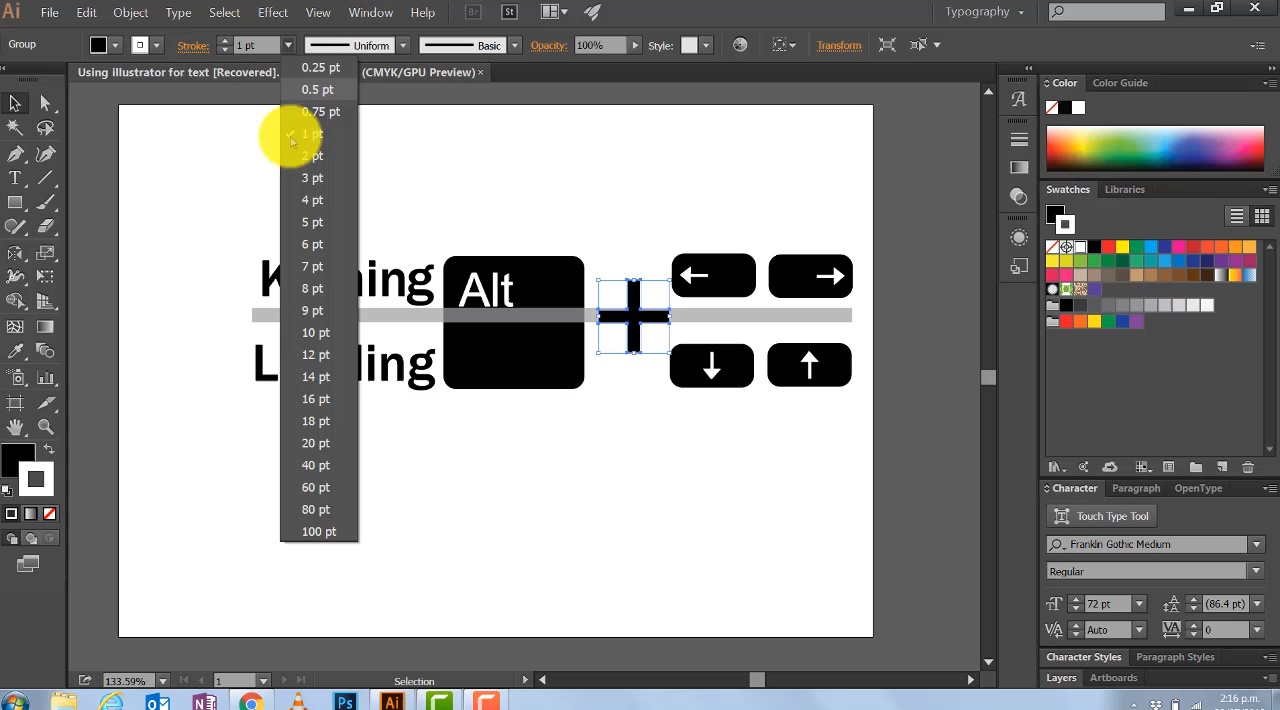 Ai File Edit Object Type Select Effect View Window Help Br St Typography
Group Stroke: 1 pt Uniform Basic Opacity: 100% Style: Transform
Using illustrator for text [Recovered]. (CMYK/GPU Preview) ×
0.25 pt
0.5 pt
0.75 pt
1 pt
2 pt
3 pt
4 pt
5 pt
6 pt
7 pt
8 pt
9 pt
10 pt
12 pt
14 pt
16 pt
18 pt
20 pt
40 pt
60 pt
80 pt
100 pt
Alt
Color Color Guide
Swatches Libraries
Character Paragraph OpenType
Touch Type Tool
Franklin Gothic Medium
Regular
72 pt (86.4 pt)
Auto 0
Character Styles Paragraph Styles
Layers Artboards
133.59% 1 Selection
Ps Ai
2:16 p.m.